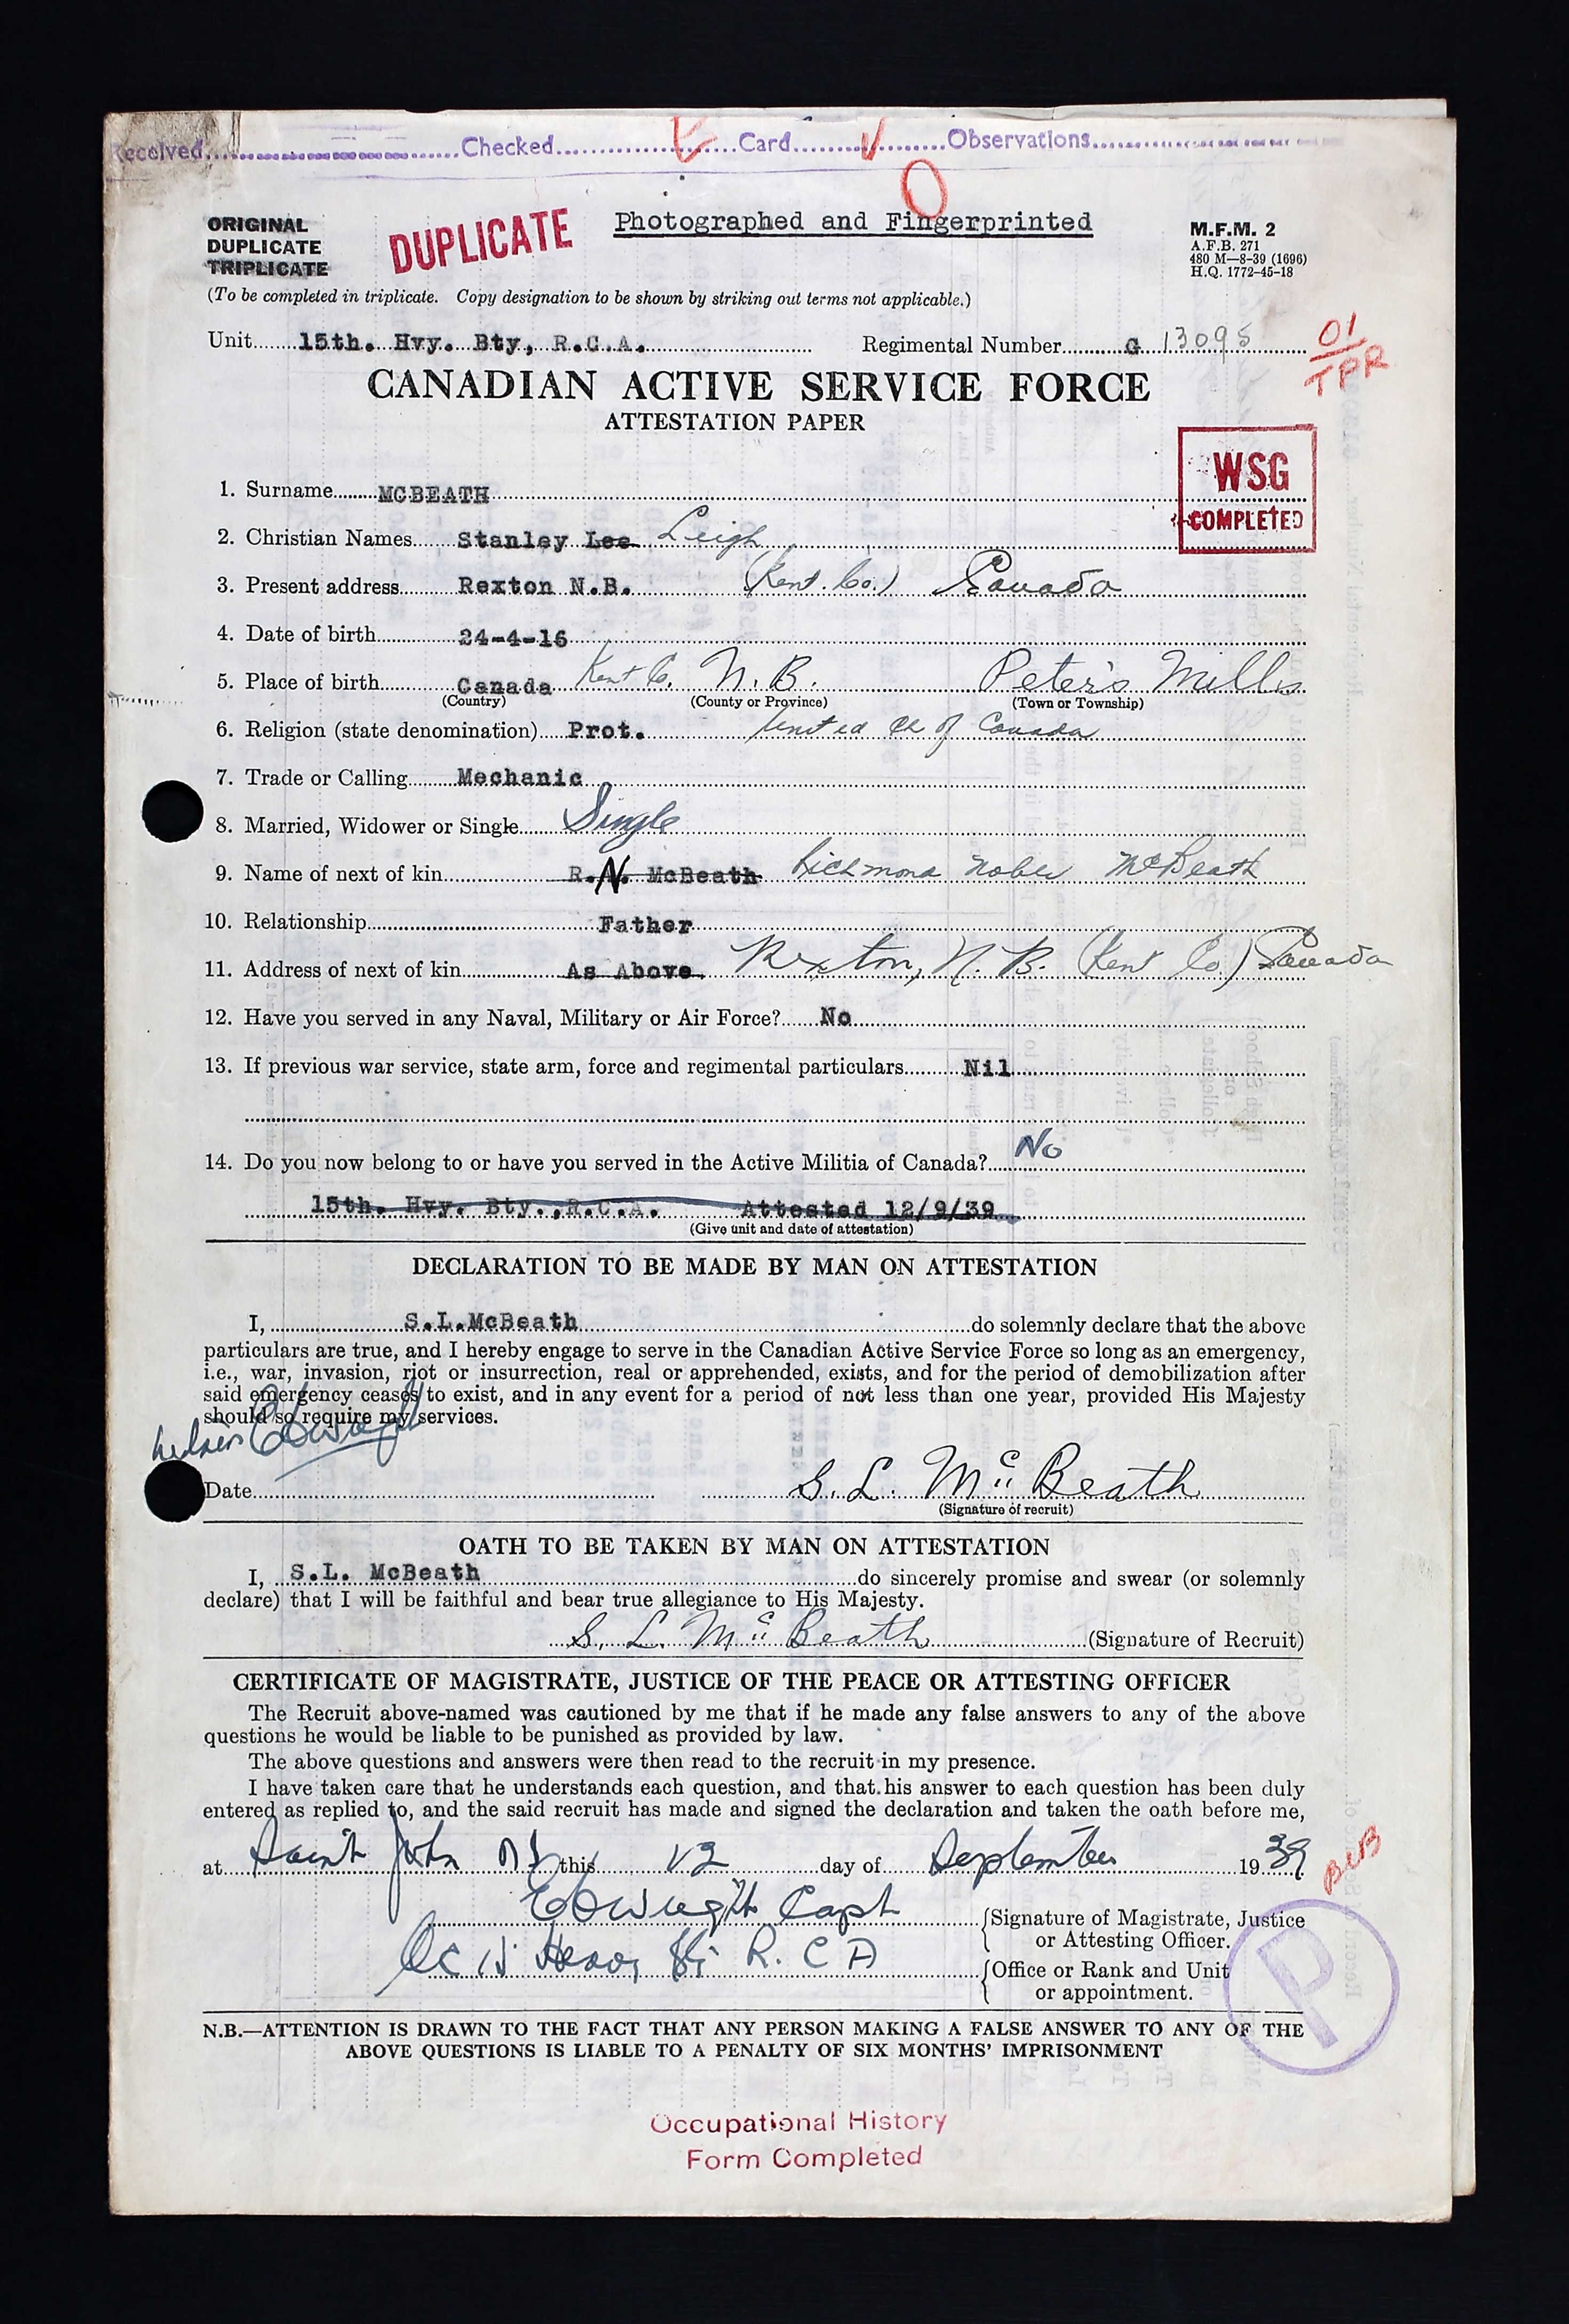 Received Checked Card Observations
ORIGINAL
DUPLICATE
TRIPLICATE
DUPLICATE
Photographed and Fingerprinted
M.F.M. 2
A.F.B. 271
480 M—8-39 (1696)
H.Q. 1772-45-18
(To be completed in triplicate. Copy designation to be shown by striking out terms not applicable.)
Unit 15th. Hvy. Bty, R.C.A. Regimental Number G 13095
01
TPR
CANADIAN ACTIVE SERVICE FORCE
ATTESTATION PAPER
WSG
COMPLETED
1. Surname MCBEATH
2. Christian Names Stanley Lee Leigh
3. Present address Rexton N.B. (Kent. Co.) Canada
4. Date of birth 24-4-16
5. Place of birth Canada Kent Co. N.B. Peter's Mills
(Country) (County or Province) (Town or Township)
6. Religion (state denomination) Prot. United Ch of Canada
7. Trade or Calling Mechanic
8. Married, Widower or Single Single
9. Name of next of kin R.N. McBeath Richmond Noble McBeath
10. Relationship Father
11. Address of next of kin As Above. Rexton, N.B. (Kent Co.) Canada
12. Have you served in any Naval, Military or Air Force? No
13. If previous war service, state arm, force and regimental particulars Nil
14. Do you now belong to or have you served in the Active Militia of Canada? No
15th. Hvy. Bty.,R.C.A. Attested 12/9/39
(Give unit and date of attestation)
DECLARATION TO BE MADE BY MAN ON ATTESTATION
I, S.L.McBeath do solemnly declare that the above
particulars are true, and I hereby engage to serve in the Canadian Active Service Force so long as an emergency,
i.e., war, invasion, riot or insurrection, real or apprehended, exists, and for the period of demobilization after
said emergency ceases to exist, and in any event for a period of not less than one year, provided His Majesty
should so require my services.
Date S. L. McBeath
(Signature of recruit)
OATH TO BE TAKEN BY MAN ON ATTESTATION
I, S.L. McBeath do sincerely promise and swear (or solemnly
declare) that I will be faithful and bear true allegiance to His Majesty.
S. L. McBeath (Signature of Recruit)
CERTIFICATE OF MAGISTRATE, JUSTICE OF THE PEACE OR ATTESTING OFFICER
The Recruit above-named was cautioned by me that if he made any false answers to any of the above
questions he would be liable to be punished as provided by law.
The above questions and answers were then read to the recruit in my presence.
I have taken care that he understands each question, and that his answer to each question has been duly
entered as replied to, and the said recruit has made and signed the declaration and taken the oath before me,
at Saint John NB this 12 day of September 1939
Capt
Signature of Magistrate, Justice
or Attesting Officer.
OC 15 Heavy Bty R.C.A
Office or Rank and Unit
or appointment.
P
N.B.—ATTENTION IS DRAWN TO THE FACT THAT ANY PERSON MAKING A FALSE ANSWER TO ANY OF THE
ABOVE QUESTIONS IS LIABLE TO A PENALTY OF SIX MONTHS' IMPRISONMENT
Occupational History
Form Completed